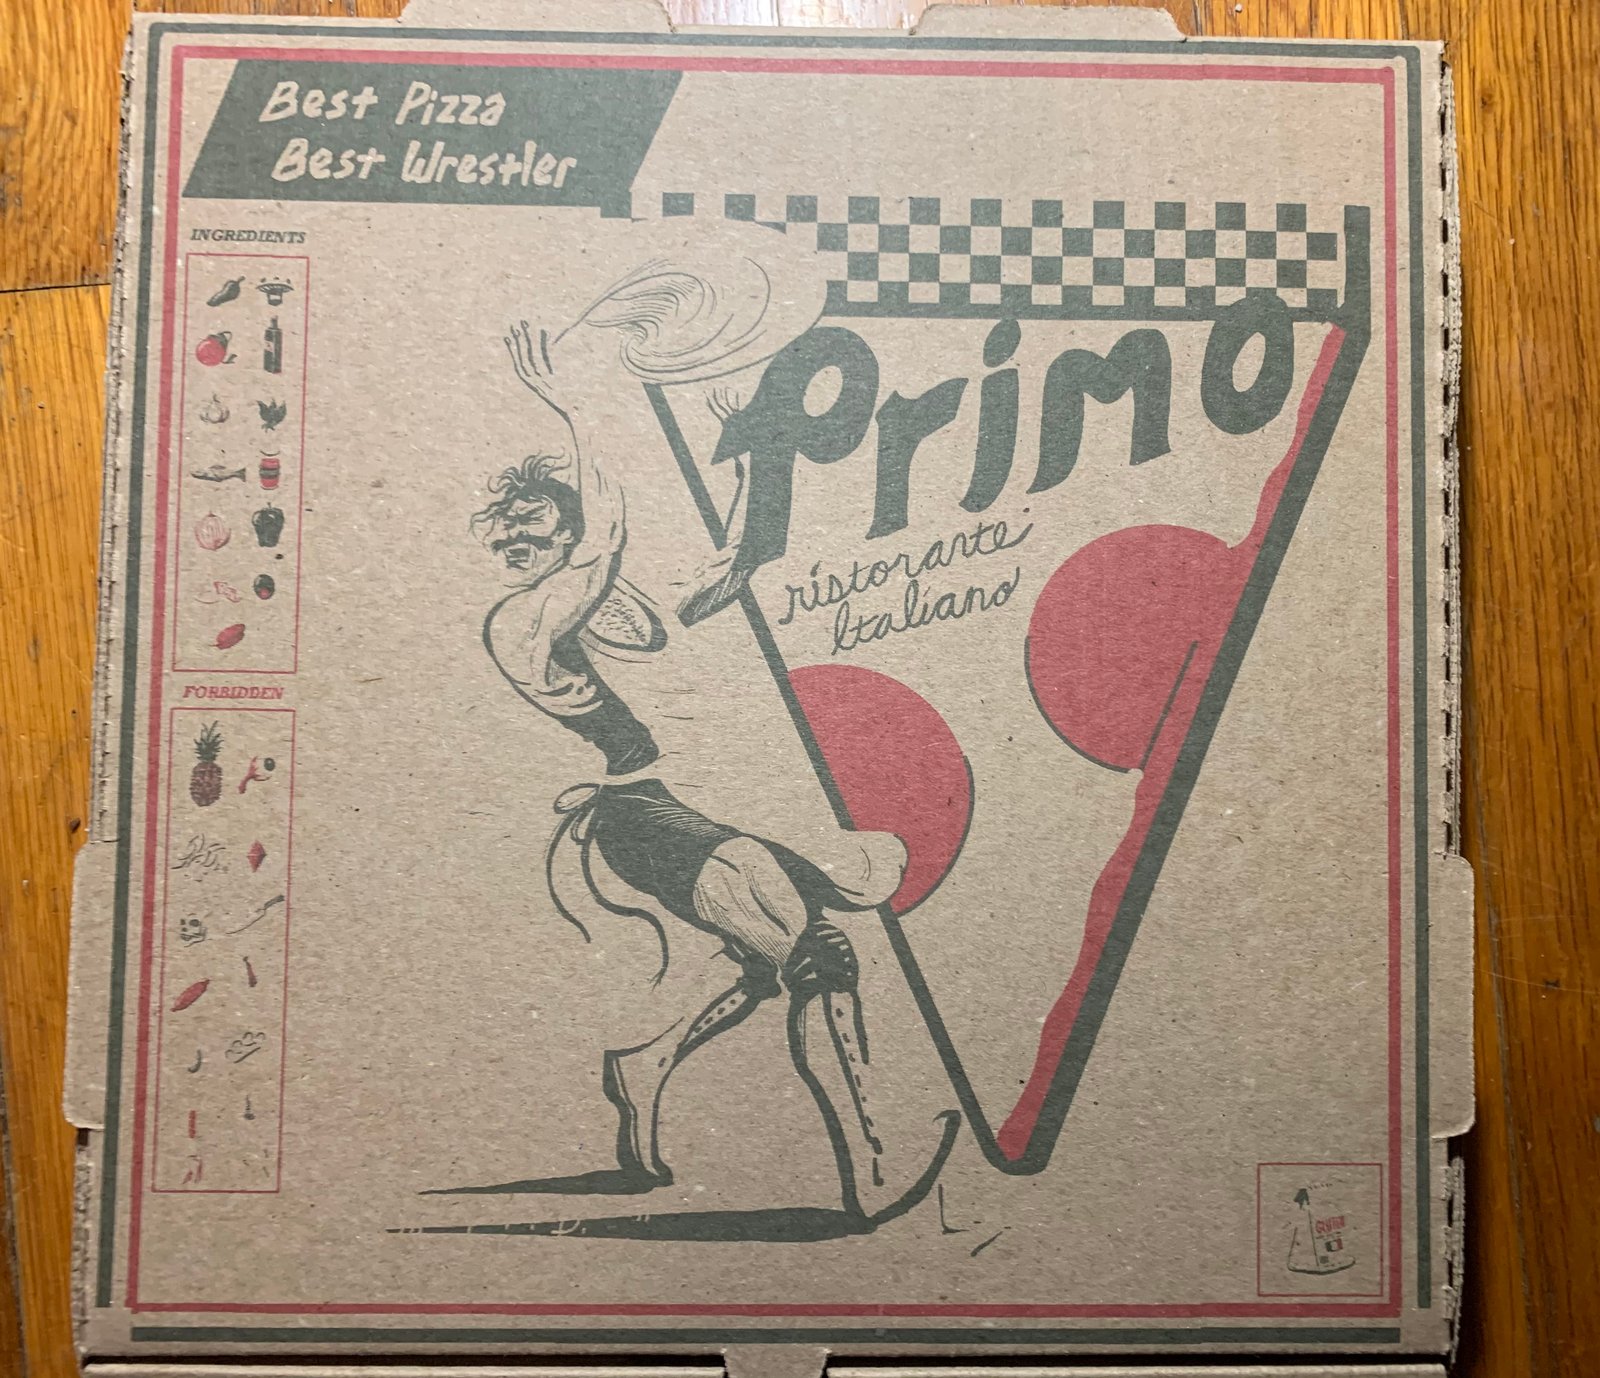 Best Pizza
Best Wrestler
INGREDIENTS
Primo
ristorante
Italiano
FORBIDDEN